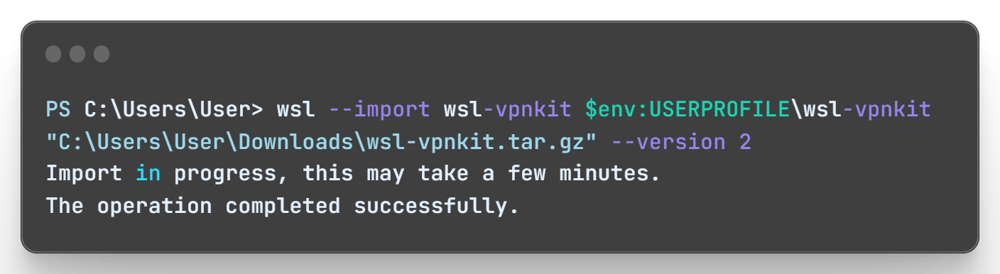 PS C:\Users\User> wsl --import wsl-vpnkit $env:USERPROFILE\wsl-vpnkit
"C:\Users\User\Downloads\wsl-vpnkit.tar.gz" --version 2
Import in progress, this may take a few minutes.
The operation completed successfully.